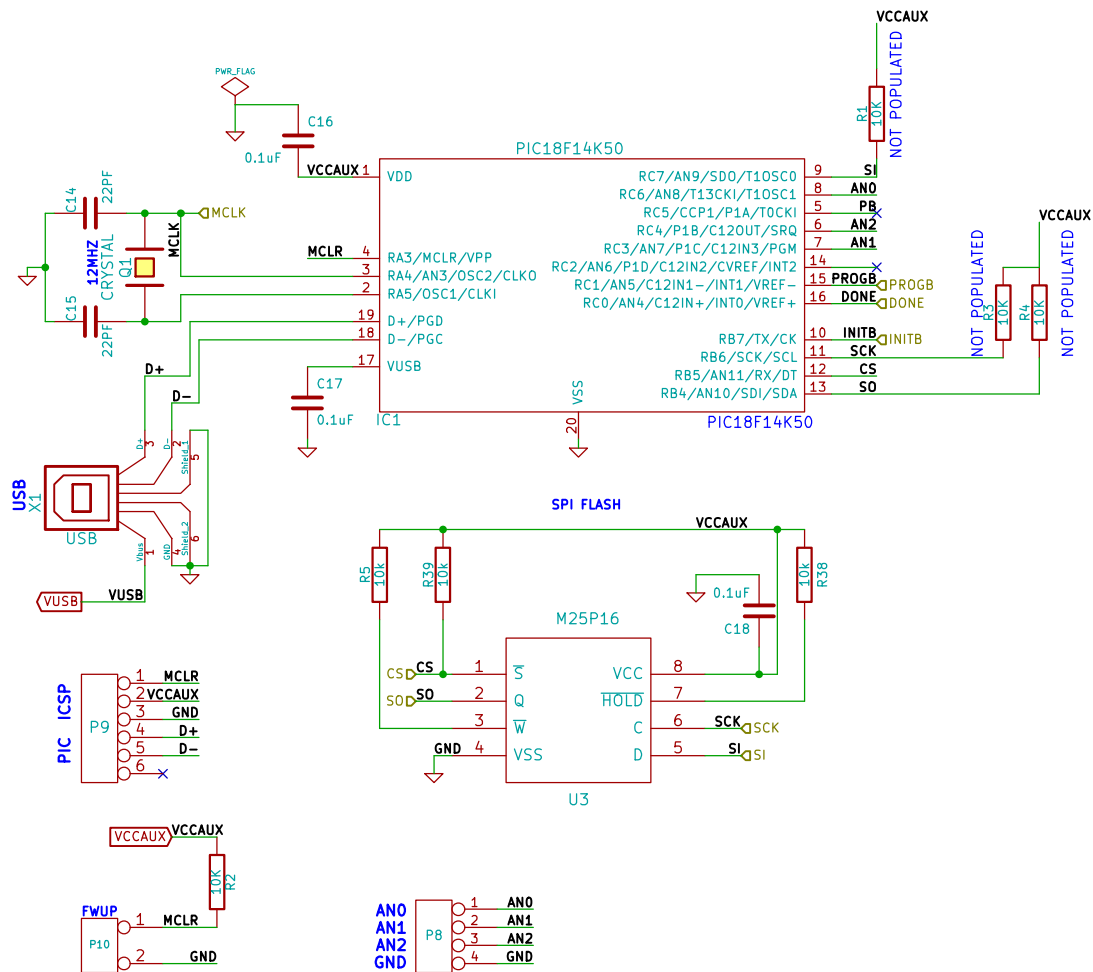 VCCAUX
NOT POPULATED
R1
10K
PWR_FLAG
C16
0.1uF
PIC18F14K50
VCCAUX 1 VDD
RC7/AN9/SDO/T1OSC0 9 SI
RC6/AN8/T13CKI/T1OSC1 8 AN0
RC5/CCP1/P1A/T0CKI 5 PB
RC4/P1B/C12OUT/SRQ 6 AN2
RC3/AN7/P1C/C12IN3/PGM 7 AN1
RC2/AN6/P1D/C12IN2/CVREF/INT2 14
RC1/AN5/C12IN1-/INT1/VREF- 15 PROGB PROGB
RC0/AN4/C12IN+/INT0/VREF+ 16 DONE DONE
RB7/TX/CK 10 INITB INITB
RB6/SCK/SCL 11 SCK
RB5/AN11/RX/DT 12 CS
RB4/AN10/SDI/SDA 13 SO
MCLR 4 RA3/MCLR/VPP
3 RA4/AN3/OSC2/CLKO
2 RA5/OSC1/CLKI
19 D+/PGD
18 D-/PGC
17 VUSB
VSS
20
IC1
PIC18F14K50
VCCAUX
NOT POPULATED
R3
10K
R4
10K
NOT POPULATED
C14
22PF
MCLK
MCLK
12MHZ
CRYSTAL
Q1
C15
22PF
C17
0.1uF
D+
D-
D+
3
D-
2
Shield_1
5
USB
X1
USB
Vbus
1
GND
4
Shield_2
6
VUSB VUSB
SPI FLASH
VCCAUX
R5
10k
R39
10k
10k
R38
0.1uF
C18
M25P16
CS CS 1 S
SO SO 2 Q
3 W
GND 4 VSS
VCC 8
HOLD 7
C 6 SCK SCK
D 5 SI SI
U3
PIC ICSP
P9
1 MCLR
2 VCCAUX
3 GND
4 D+
5 D-
6
VCCAUX VCCAUX
10K
R2
FWUP
P10
1 MCLR
2 GND
AN0
AN1
AN2
GND
P8
1 AN0
2 AN1
3 AN2
4 GND